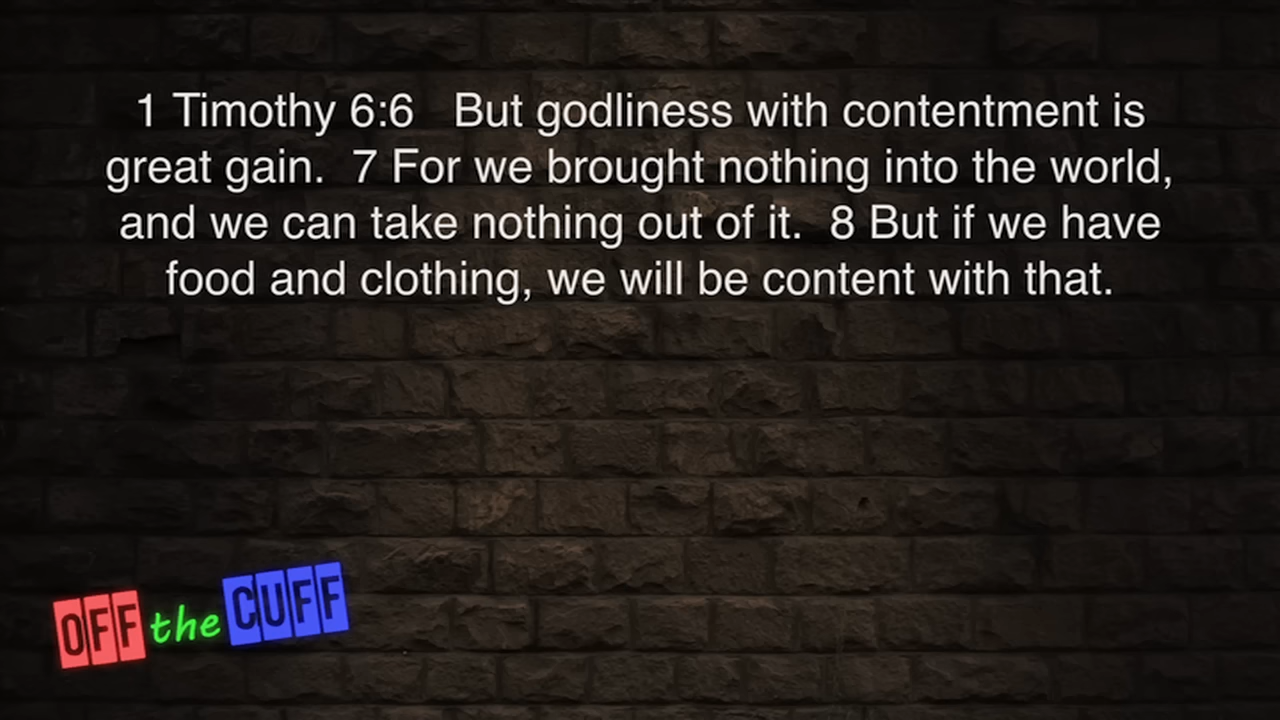 1 Timothy 6:6   But godliness with contentment is
great gain.  7 For we brought nothing into the world,
and we can take nothing out of it.  8 But if we have
food and clothing, we will be content with that.
OFF the CUFF